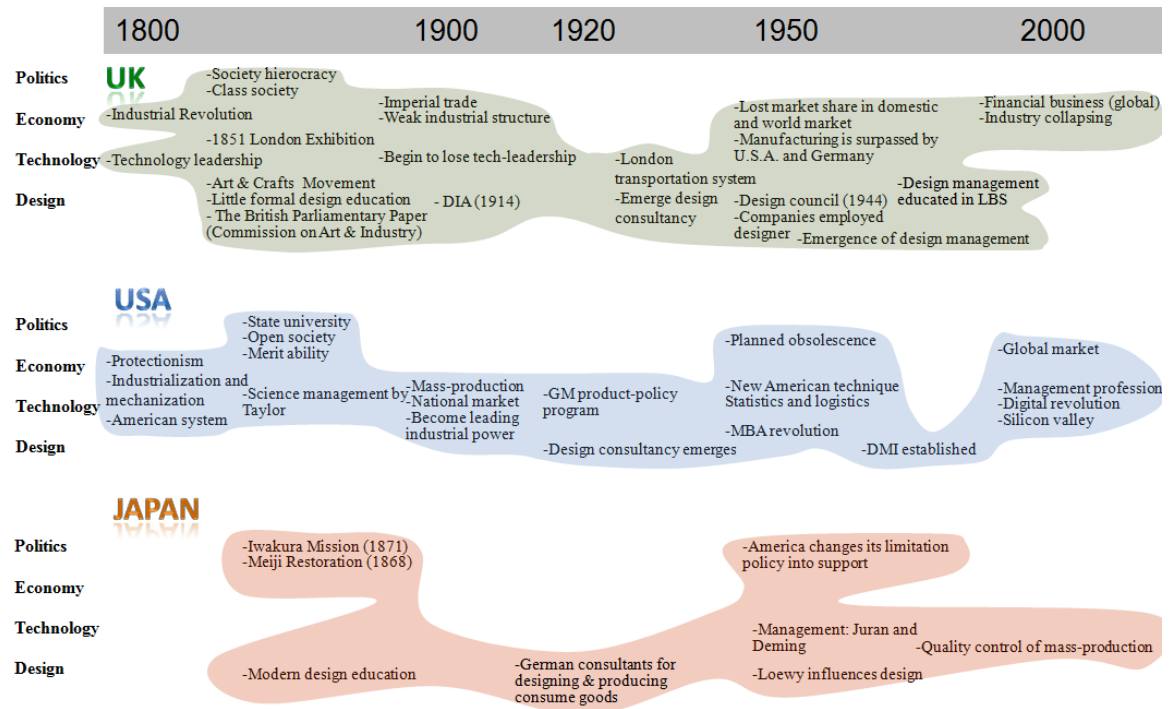 1800 1900 1920 1950 2000
UK
Politics
Economy
Technology
Design
-Society hierocracy
-Class society
-Industrial Revolution
-1851 London Exhibition
-Technology leadership
-Art & Crafts Movement
-Little formal design education
- The British Parliamentary Paper
(Commission on Art & Industry)
-Imperial trade
-Weak industrial structure
-Begin to lose tech-leadership
-DIA (1914)
-London
transportation system
-Emerge design
consultancy
-Lost market share in domestic
and world market
-Manufacturing is surpassed by
U.S.A. and Germany
-Design council (1944)
-Companies employed
designer
-Emergence of design management
-Design management
educated in LBS
-Financial business (global)
-Industry collapsing
USA
Politics
Economy
Technology
Design
-State university
-Open society
-Merit ability
-Protectionism
-Industrialization and
mechanization
-American system
-Science management by
Taylor
-Mass-production
-National market
-Become leading
industrial power
-GM product-policy
program
-Design consultancy emerges
-Planned obsolescence
-New American technique
Statistics and logistics
-MBA revolution
-DMI established
-Global market
-Management profession
-Digital revolution
-Silicon valley
JAPAN
Politics
Economy
Technology
Design
-Iwakura Mission (1871)
-Meiji Restoration (1868)
-Modern design education
-German consultants for
designing & producing
consume goods
-America changes its limitation
policy into support
-Management: Juran and
Deming
-Loewy influences design
-Quality control of mass-production